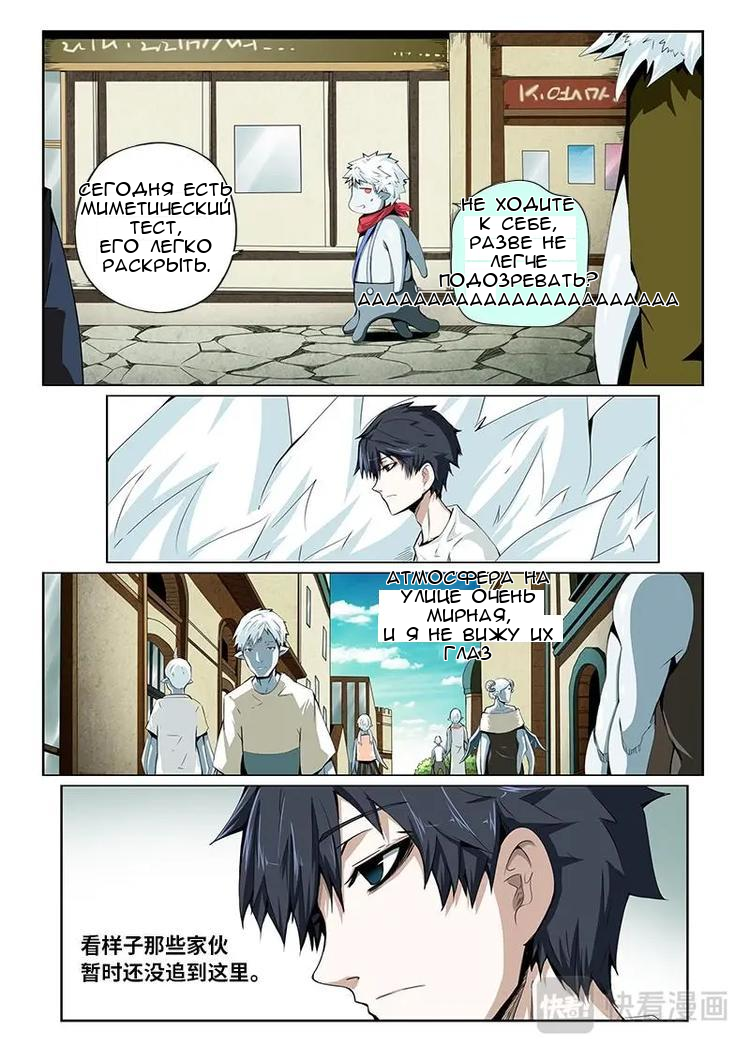 СЕГОДНЯ ЕСТЬ
МИМЕТИЧЕСКИЙ
ТЕСТ,
ЕГО ЛЕГКО
РАСКРЫТЬ.
НЕ ХОДИТЕ
К СЕБЕ,
РАЗВЕ НЕ
ЛЕГЧЕ
ПОДОЗРЕВАТЬ?
ДАДАДАДАДАДАДАДАДАДАДАДА
АТМОСФЕРА НА
УЛИЦЕ ОЧЕНЬ
МИРНАЯ,
И Я НЕ ВИЖУ ИХ
ГЛАЗ
看样子那些家伙
暂时还没追到这里。
快看漫画